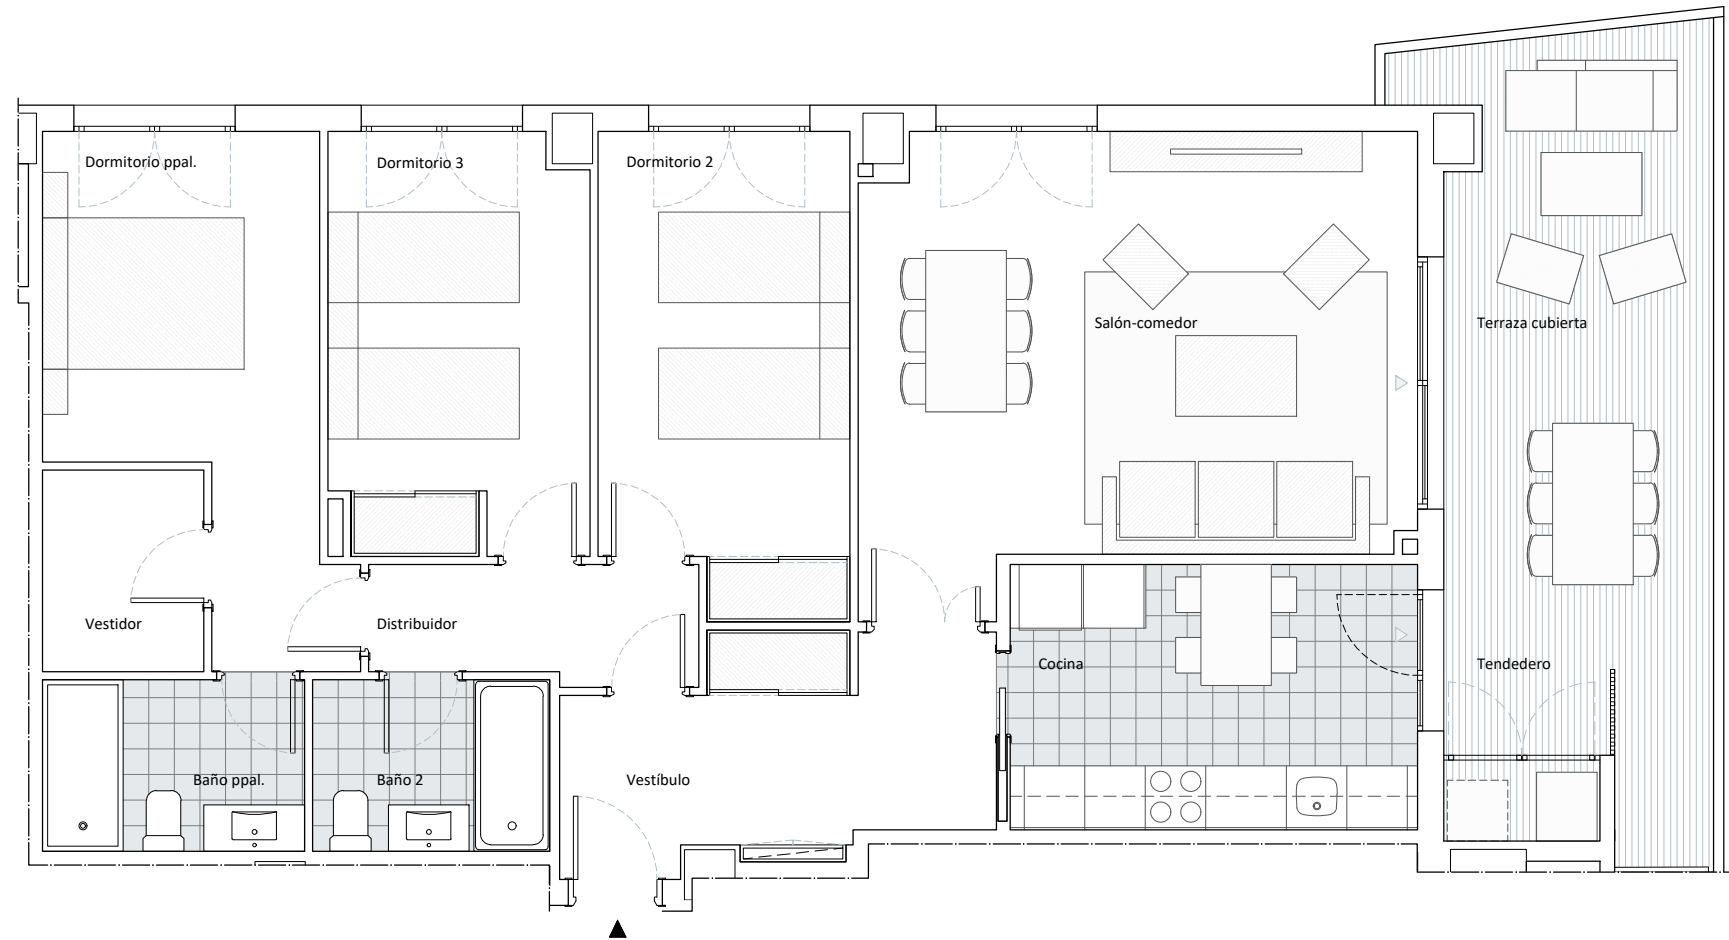 Dormitorio ppal.
Dormitorio 3
Dormitorio 2
Salón-comedor
Terraza cubierta
Vestidor
Distribuidor
Cocina
Tendedero
Baño ppal.
Baño 2
Vestíbulo